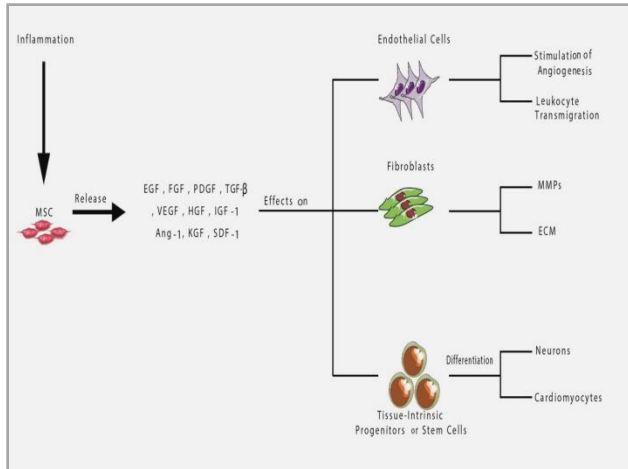 Inflammation
MSC
Release
EGF , FGF , PDGF , TGF-β
, VEGF , HGF , IGF -1
Ang -1, KGF , SDF -1
Effects on
Endothelial Cells
Stimulation of
Angiogenesis
Leukocyte
Transmigration
Fibroblasts
MMPs
ECM
Differentiation
Neurons
Cardiomyocytes
Tissue-Intrinsic
Progenitors or Stem Cells